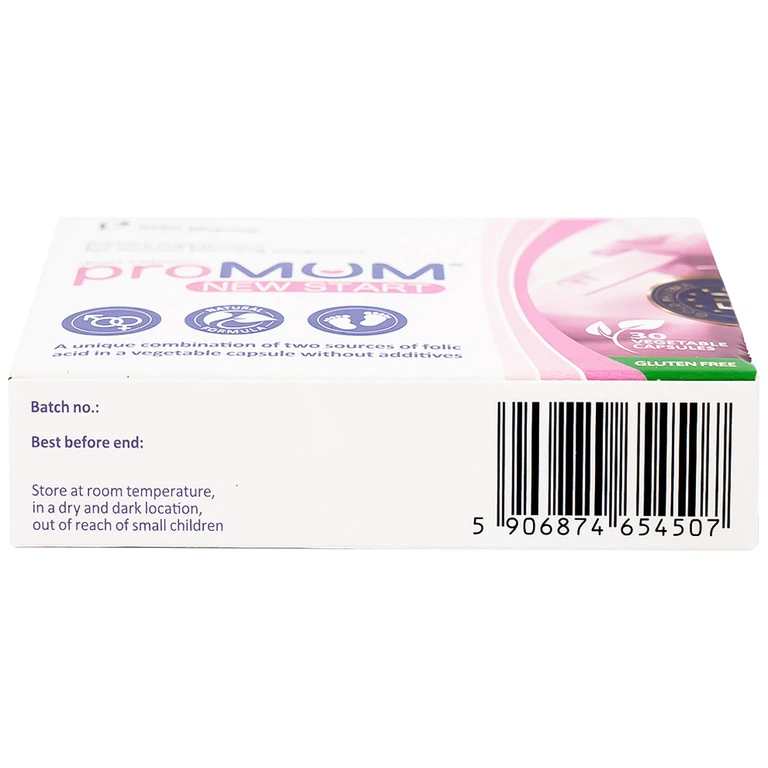 proMUM™
NEW START
NATURAL
FORMULA
A unique combination of two sources of folic
acid in a vegetable capsule without additives
30
VEGETABLE
CAPSULES
GLUTEN FREE
Batch no.:
Best before end:
Store at room temperature,
in a dry and dark location,
out of reach of small children
5 906874 654507